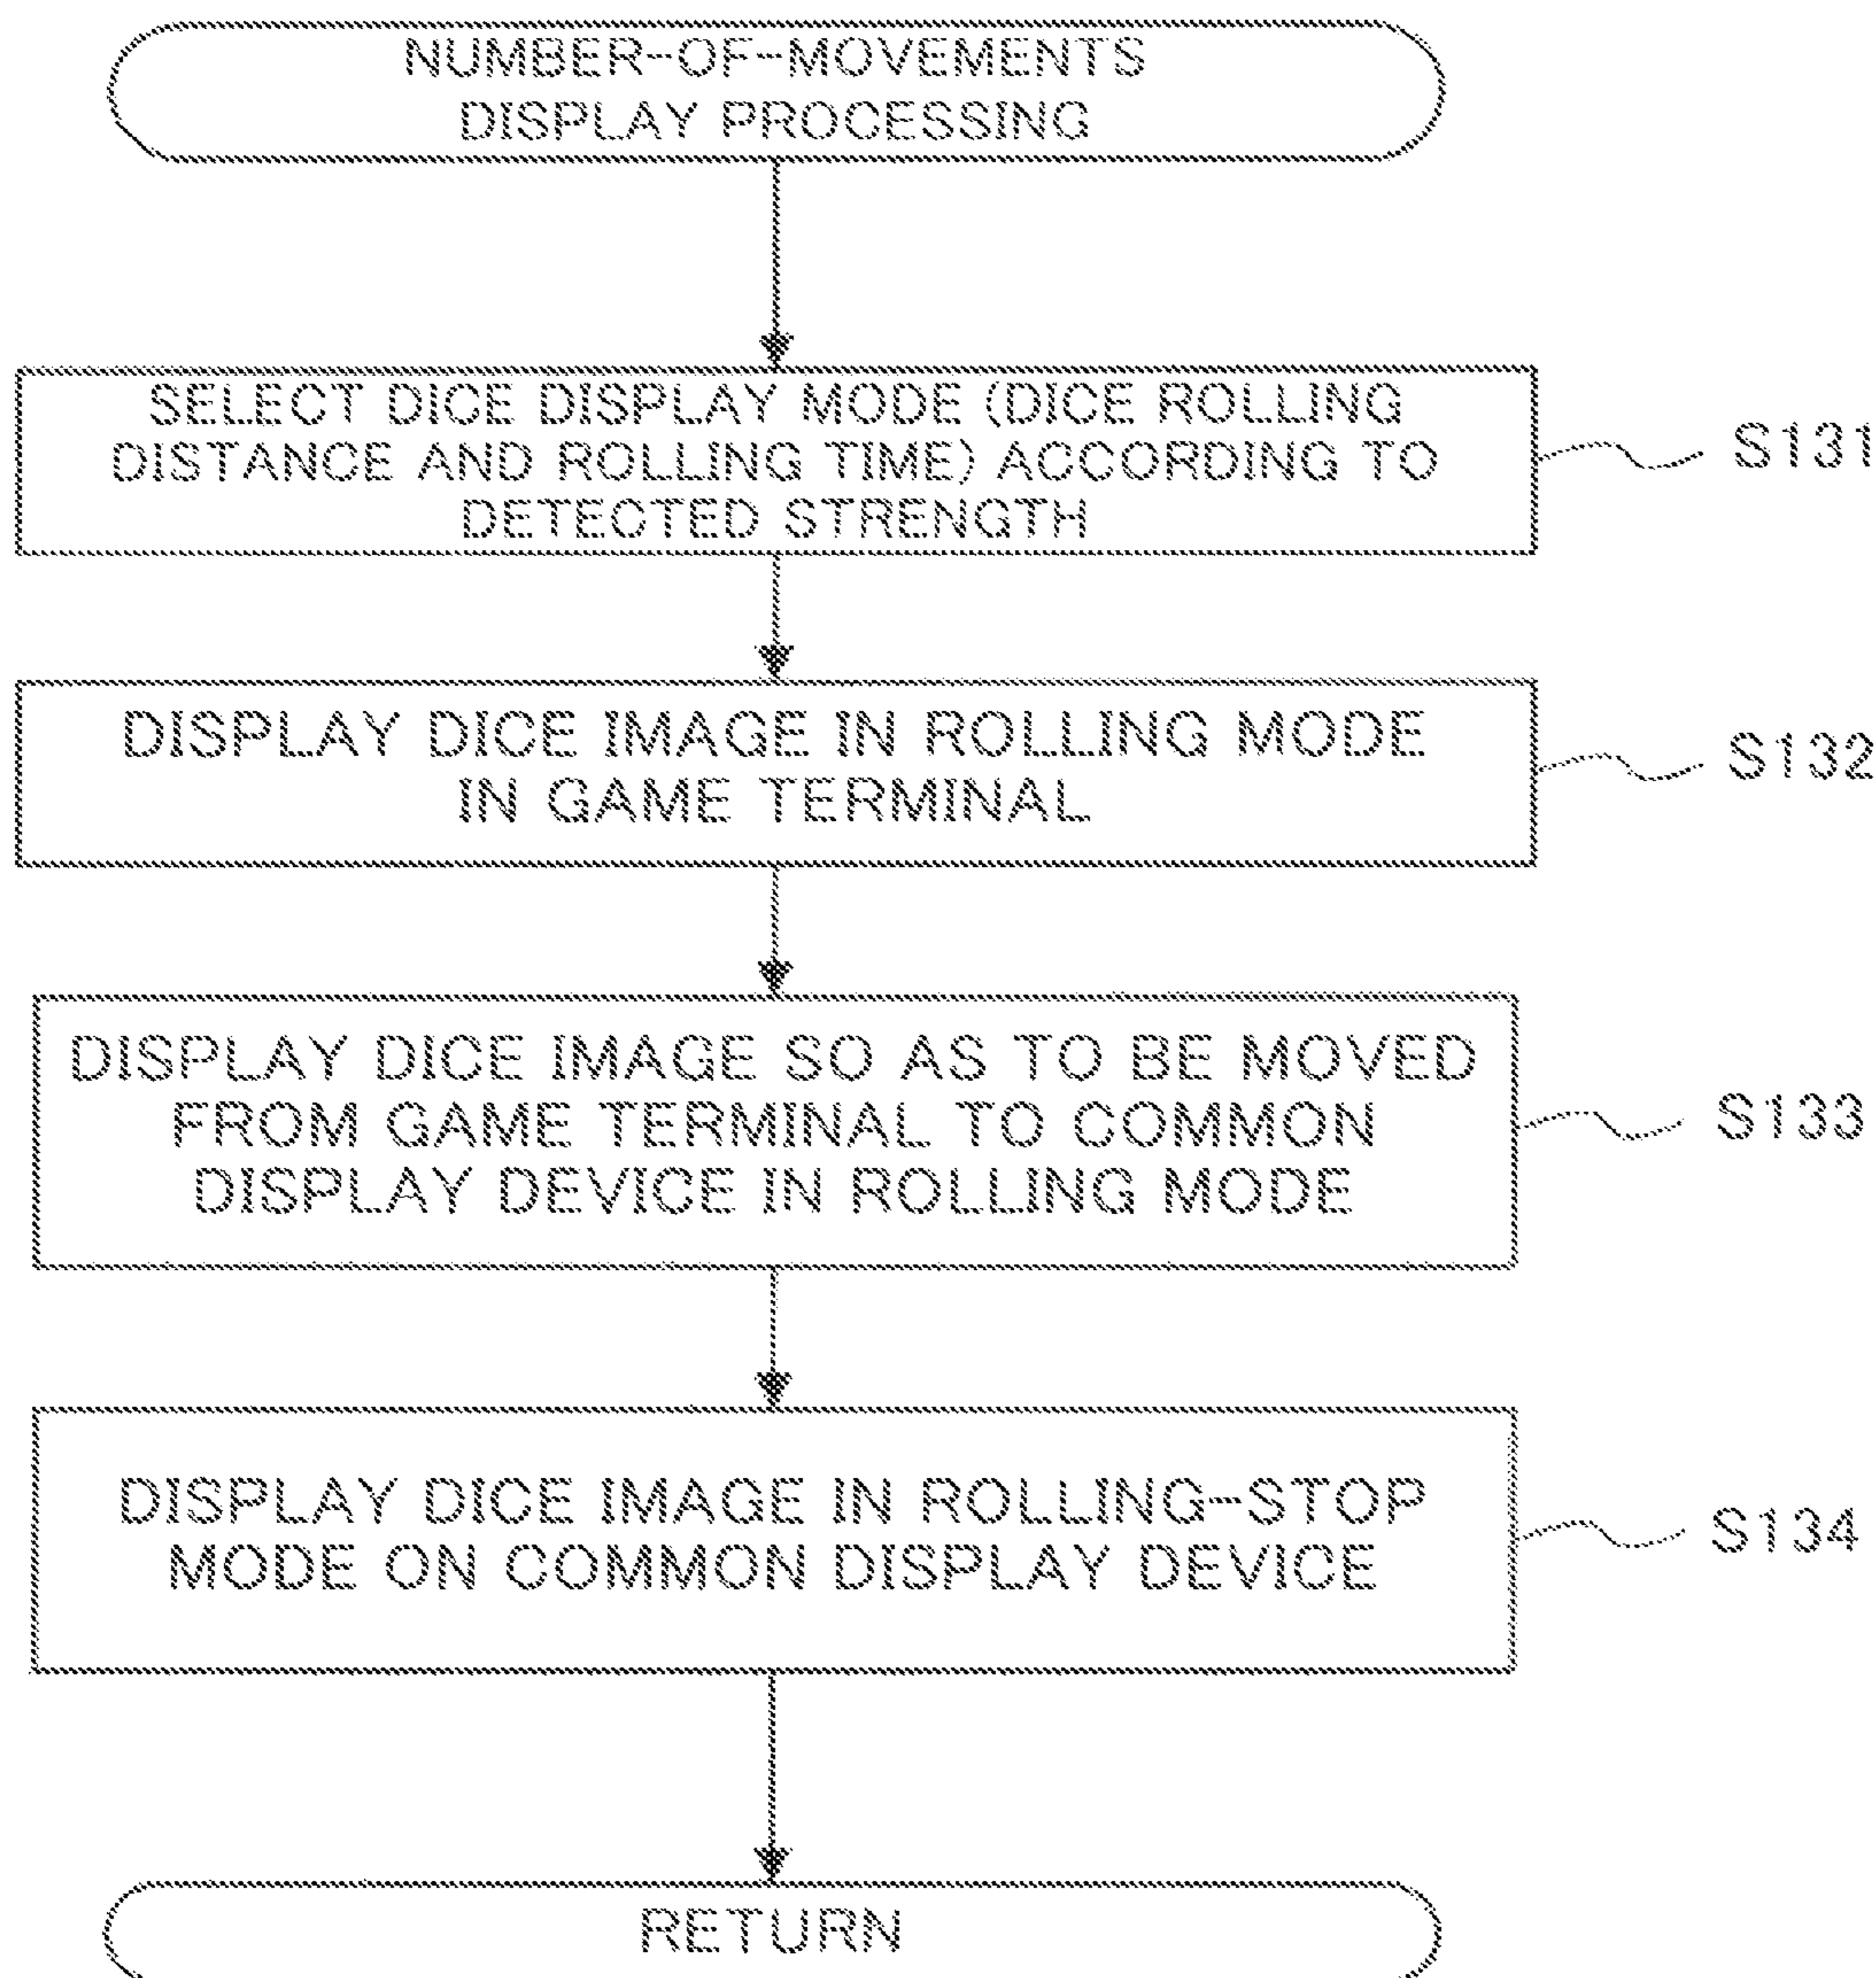 NUMBER-OF-MOVEMENTS
DISPLAY PROCESSING
SELECT DICE DISPLAY MODE (DICE ROLLING
DISTANCE AND ROLLING TIME) ACCORDING TO
DETECTED STRENGTH
S131
DISPLAY DICE IMAGE IN ROLLING MODE
IN GAME TERMINAL
S132
DISPLAY DICE IMAGE SO AS TO BE MOVED
FROM GAME TERMINAL TO COMMON
DISPLAY DEVICE IN ROLLING MODE
S133
DISPLAY DICE IMAGE IN ROLLING-STOP
MODE ON COMMON DISPLAY DEVICE
S134
RETURN